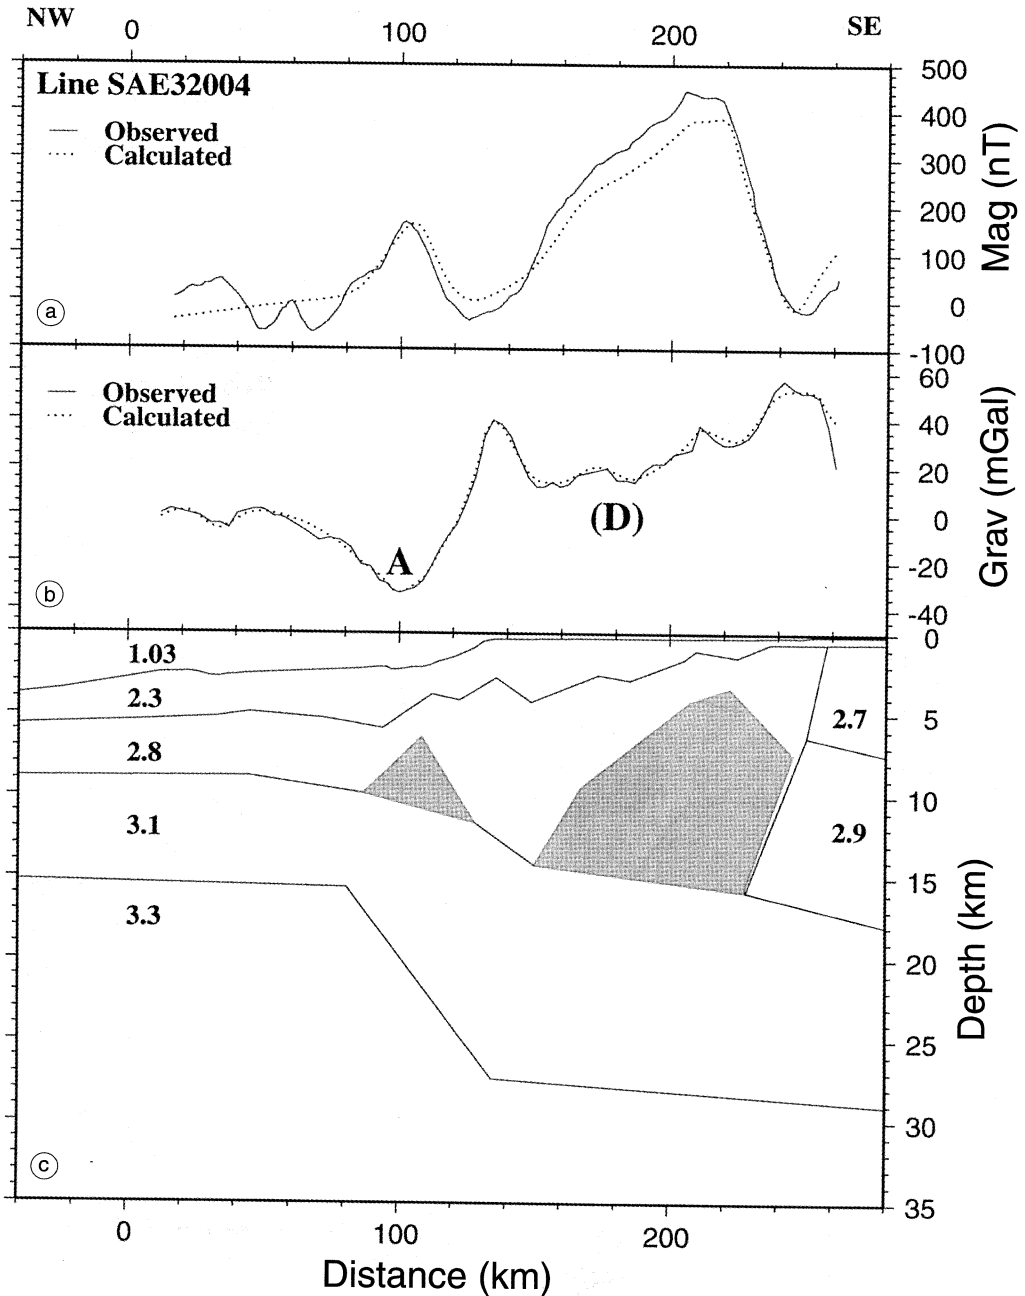 NW 0 100 200 SE
Line SAE32004
Observed
Calculated
500
400
300
200
100
0
-100
Mag (nT)
a
Observed
Calculated
60
40
20
0
-20
-40
Grav (mGal)
A
(D)
b
0
1.03
2.3
2.8
3.1
3.3
2.7
2.9
5
10
15
20
25
30
35
Depth (km)
c
0 100 200
Distance (km)